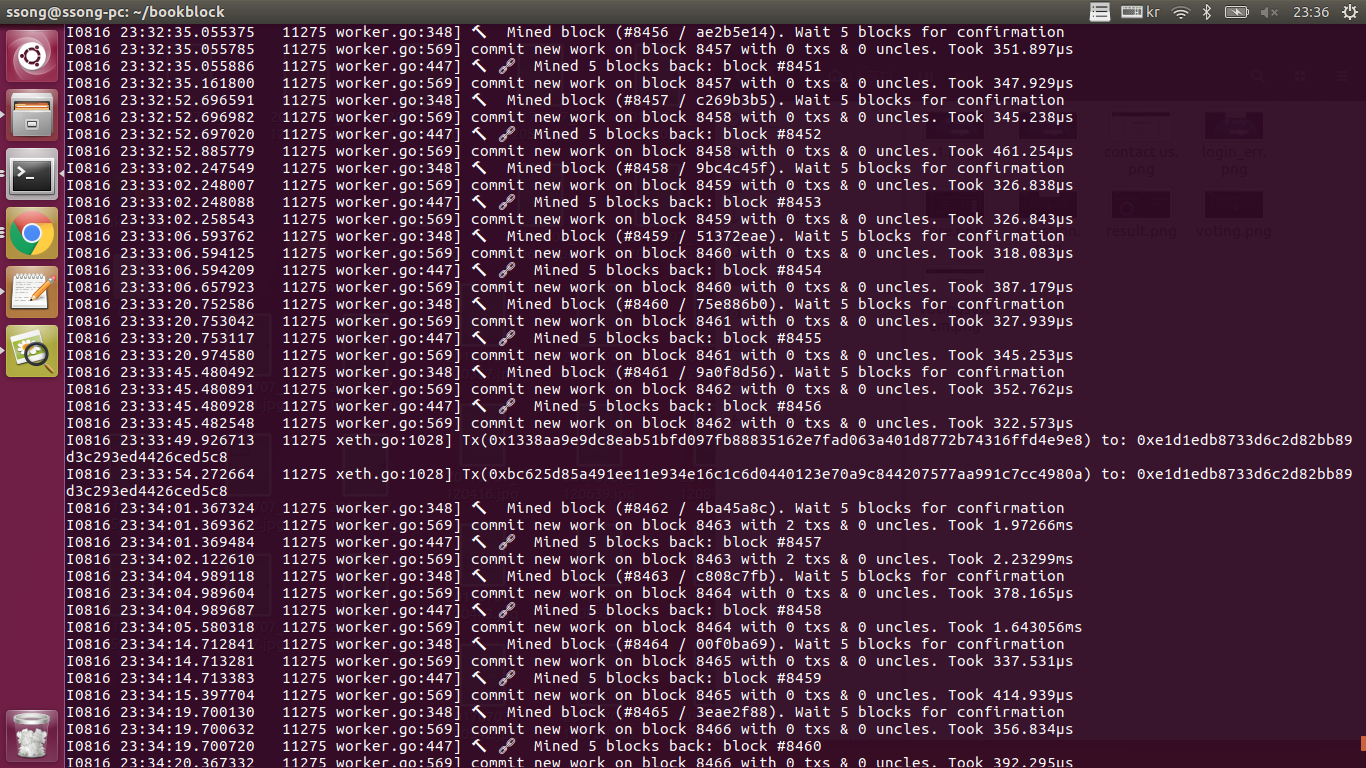 ssong@ssong-pc: ~/bookblock
kr
23:36
I0816 23:32:35.055375 11275 worker.go:348] 🔨 Mined block (#8456 / ae2b5e14). Wait 5 blocks for confirmation
I0816 23:32:35.055785 11275 worker.go:569] commit new work on block 8457 with 0 txs & 0 uncles. Took 351.897µs
I0816 23:32:35.055886 11275 worker.go:447] 🔨 🔗 Mined 5 blocks back: block #8451
I0816 23:32:35.161800 11275 worker.go:569] commit new work on block 8457 with 0 txs & 0 uncles. Took 347.929µs
I0816 23:32:52.696591 11275 worker.go:348] 🔨 Mined block (#8457 / c269b3b5). Wait 5 blocks for confirmation
I0816 23:32:52.696982 11275 worker.go:569] commit new work on block 8458 with 0 txs & 0 uncles. Took 345.238µs
I0816 23:32:52.697020 11275 worker.go:447] 🔨 🔗 Mined 5 blocks back: block #8452
I0816 23:32:52.885779 11275 worker.go:569] commit new work on block 8458 with 0 txs & 0 uncles. Took 461.254µs
I0816 23:33:02.247549 11275 worker.go:348] 🔨 Mined block (#8458 / 9bc4c45f). Wait 5 blocks for confirmation
I0816 23:33:02.248007 11275 worker.go:569] commit new work on block 8459 with 0 txs & 0 uncles. Took 326.838µs
I0816 23:33:02.248088 11275 worker.go:447] 🔨 🔗 Mined 5 blocks back: block #8453
I0816 23:33:02.258543 11275 worker.go:569] commit new work on block 8459 with 0 txs & 0 uncles. Took 326.843µs
I0816 23:33:06.593762 11275 worker.go:348] 🔨 Mined block (#8459 / 51372eae). Wait 5 blocks for confirmation
I0816 23:33:06.594125 11275 worker.go:569] commit new work on block 8460 with 0 txs & 0 uncles. Took 318.083µs
I0816 23:33:06.594209 11275 worker.go:447] 🔨 🔗 Mined 5 blocks back: block #8454
I0816 23:33:06.657923 11275 worker.go:569] commit new work on block 8460 with 0 txs & 0 uncles. Took 387.179µs
I0816 23:33:20.752586 11275 worker.go:348] 🔨 Mined block (#8460 / 75e886b0). Wait 5 blocks for confirmation
I0816 23:33:20.753042 11275 worker.go:569] commit new work on block 8461 with 0 txs & 0 uncles. Took 327.939µs
I0816 23:33:20.753117 11275 worker.go:447] 🔨 🔗 Mined 5 blocks back: block #8455
I0816 23:33:20.974580 11275 worker.go:569] commit new work on block 8461 with 0 txs & 0 uncles. Took 345.253µs
I0816 23:33:45.480492 11275 worker.go:348] 🔨 Mined block (#8461 / 9a0f8d56). Wait 5 blocks for confirmation
I0816 23:33:45.480891 11275 worker.go:569] commit new work on block 8462 with 0 txs & 0 uncles. Took 352.762µs
I0816 23:33:45.480928 11275 worker.go:447] 🔨 🔗 Mined 5 blocks back: block #8456
I0816 23:33:45.482548 11275 worker.go:569] commit new work on block 8462 with 0 txs & 0 uncles. Took 322.573µs
I0816 23:33:49.926713 11275 xeth.go:1028] Tx(0x1338aa9e9dc8eab51bfd097fb88835162e7fad063a401d8772b74316ffd4e9e8) to: 0xe1d1edb8733d6c2d82bb89
d3c293ed4426ced5c8
I0816 23:33:54.272664 11275 xeth.go:1028] Tx(0xbc625d85a491ee11e934e16c1c6d0440123e70a9c844207577aa991c7cc4980a) to: 0xe1d1edb8733d6c2d82bb89
d3c293ed4426ced5c8
I0816 23:34:01.367324 11275 worker.go:348] 🔨 Mined block (#8462 / 4ba45a8c). Wait 5 blocks for confirmation
I0816 23:34:01.369362 11275 worker.go:569] commit new work on block 8463 with 2 txs & 0 uncles. Took 1.97266ms
I0816 23:34:01.369484 11275 worker.go:447] 🔨 🔗 Mined 5 blocks back: block #8457
I0816 23:34:02.122610 11275 worker.go:569] commit new work on block 8463 with 2 txs & 0 uncles. Took 2.23299ms
I0816 23:34:04.989118 11275 worker.go:348] 🔨 Mined block (#8463 / c808c7fb). Wait 5 blocks for confirmation
I0816 23:34:04.989604 11275 worker.go:569] commit new work on block 8464 with 0 txs & 0 uncles. Took 378.165µs
I0816 23:34:04.989687 11275 worker.go:447] 🔨 🔗 Mined 5 blocks back: block #8458
I0816 23:34:05.580318 11275 worker.go:569] commit new work on block 8464 with 0 txs & 0 uncles. Took 1.643056ms
I0816 23:34:14.712841 11275 worker.go:348] 🔨 Mined block (#8464 / 00f0ba69). Wait 5 blocks for confirmation
I0816 23:34:14.713281 11275 worker.go:569] commit new work on block 8465 with 0 txs & 0 uncles. Took 337.531µs
I0816 23:34:14.713383 11275 worker.go:447] 🔨 🔗 Mined 5 blocks back: block #8459
I0816 23:34:15.397704 11275 worker.go:569] commit new work on block 8465 with 0 txs & 0 uncles. Took 414.939µs
I0816 23:34:19.700130 11275 worker.go:348] 🔨 Mined block (#8465 / 3eae2f88). Wait 5 blocks for confirmation
I0816 23:34:19.700632 11275 worker.go:569] commit new work on block 8466 with 0 txs & 0 uncles. Took 356.834µs
I0816 23:34:19.700720 11275 worker.go:447] 🔨 🔗 Mined 5 blocks back: block #8460
I0816 23:34:20.367332 11275 worker.go:569] commit new work on block 8466 with 0 txs & 0 uncles. Took 392.295µs
contact us.
png
login_err.
png
result.png
voting.png